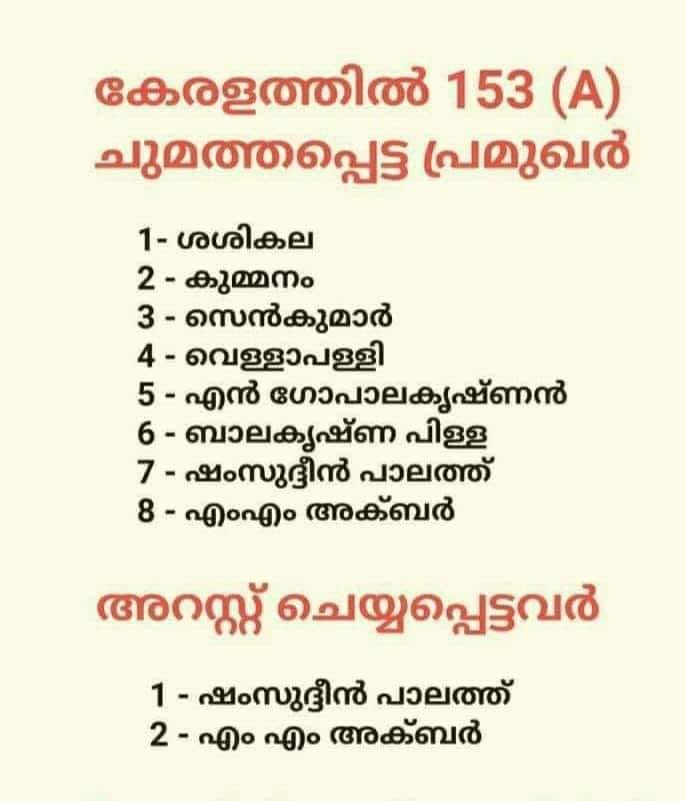 കേരളത്തിൽ 153 (A)
ചുമത്തപ്പെട്ട പ്രമുഖർ
1- ശശികല
2 - കുമ്മനം
3 - സെൻകുമാർ
4 - വെള്ളാപള്ളി
5 - എൻ ഗോപാലകൃഷ്ണൻ
6 - ബാലകൃഷ്ണ പിള്ള
7 - ഷംസുദ്ദീൻ പാലത്ത്
8 - എംഎം അക്ബർ
അറസ്റ്റ് ചെയ്യപ്പെട്ടവർ
1 - ഷംസുദ്ദീൻ പാലത്ത്
2 - എം എം അക്ബർ